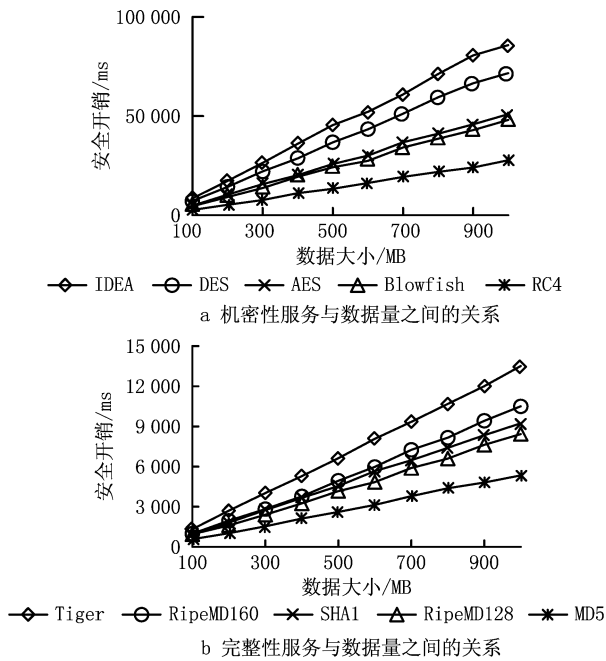 100 000
50 000
0
安全开销/ms
100 300 500 700 900
数据大小/MB
IDEA DES AES Blowfish RC4
a 机密性服务与数据量之间的关系
15 000
12 000
9 000
6 000
3 000
0
安全开销/ms
100 300 500 700 900
数据大小/MB
Tiger RipeMD160 SHA1 RipeMD128 MD5
b 完整性服务与数据量之间的关系